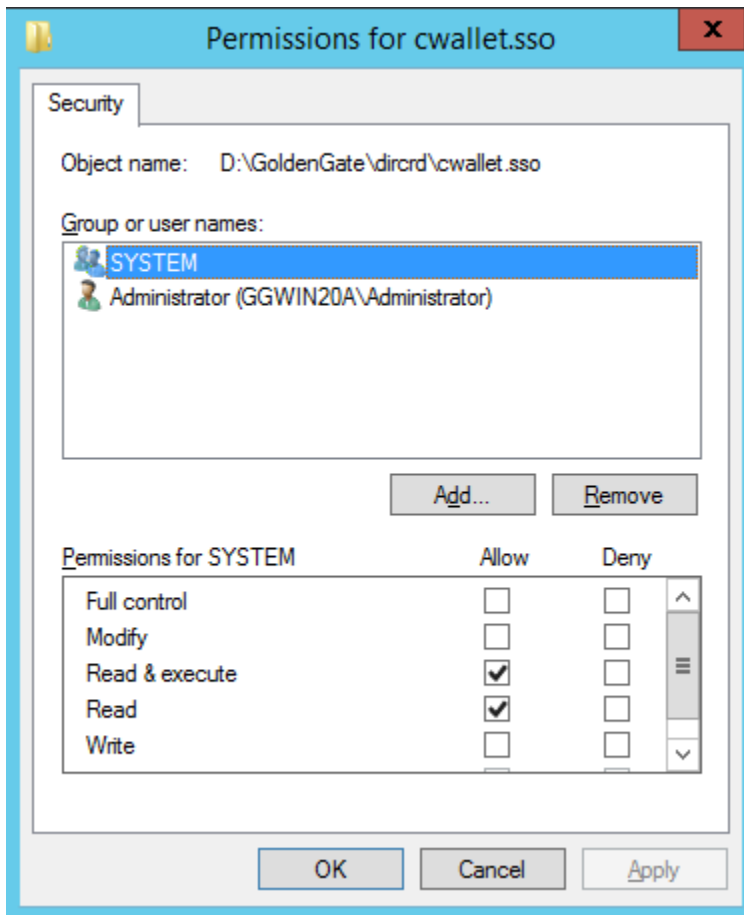 Permissions for cwallet.sso
x
Security
Object name: D:\GoldenGate\dircrd\cwallet.sso
Group or user names:
SYSTEM
Administrator (GGWIN20A\Administrator)
Add... Remove
Permissions for SYSTEM Allow Deny
Full control
Modify
Read & execute
Read
Write
OK Cancel Apply